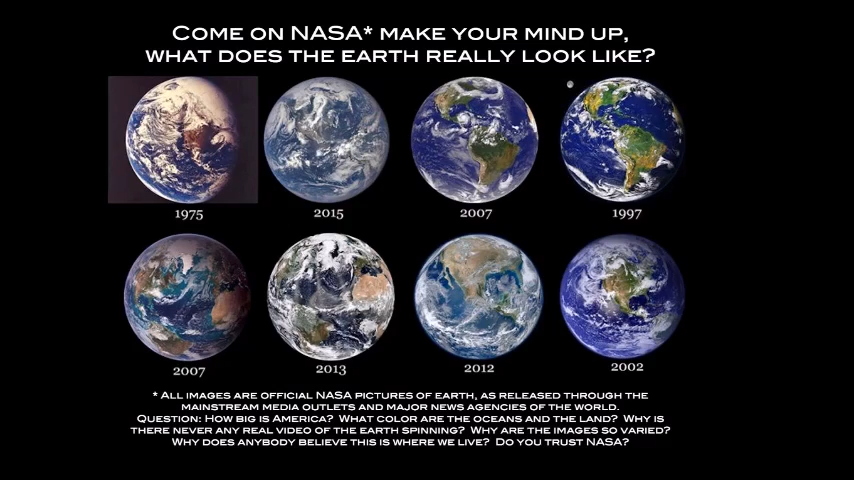 Come on NASA* make your mind up,
what does the earth really look like?
1975
2015
2007
1997
2007
2013
2012
2002
* All images are official NASA pictures of earth, as released through the
mainstream media outlets and major news agencies of the world.
Question: How big is America? What color are the oceans and the land? Why is
there never any real video of the earth spinning? Why are the images so varied?
Why does anybody believe this is where we live? Do you trust NASA?